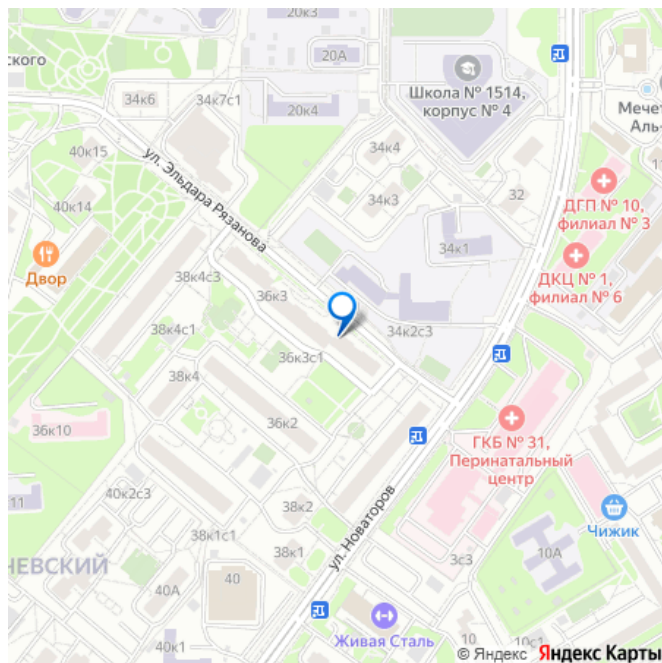 20к3
20А
ского
34к6
34к7с1
20к4
Школа № 1514,
корпус № 4
Мече
Аль-
40к15
ул. Эльдара Рязанова
34к4
34к3
32
ДГП № 10,
филиал № 3
40к14
Двор
38к4с3
36к3
34к1
ДКЦ № 1,
филиал № 6
38к4с1
34к2с3
36к3с1
38к4
36к2
36к10
ГКБ № 31,
Перинатальный
центр
40к2с3
11
38к2
ул. Новаторов
Чижик
38к1с1
38к1
3с3
10А
НЕВСКИЙ
40А
40
Живая Сталь
10
10с1
40к1
© Яндекс Яндекс Карты